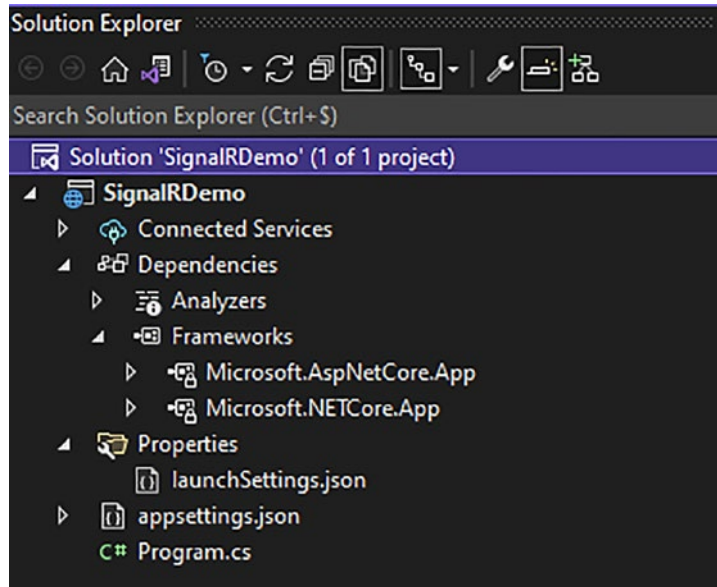 Solution Explorer
Search Solution Explorer (Ctrl+$)
Solution 'SignalRDemo' (1 of 1 project)
SignalRDemo
Connected Services
Dependencies
Analyzers
Frameworks
Microsoft.AspNetCore.App
Microsoft.NETCore.App
Properties
launchSettings.json
appsettings.json
C# Program.cs